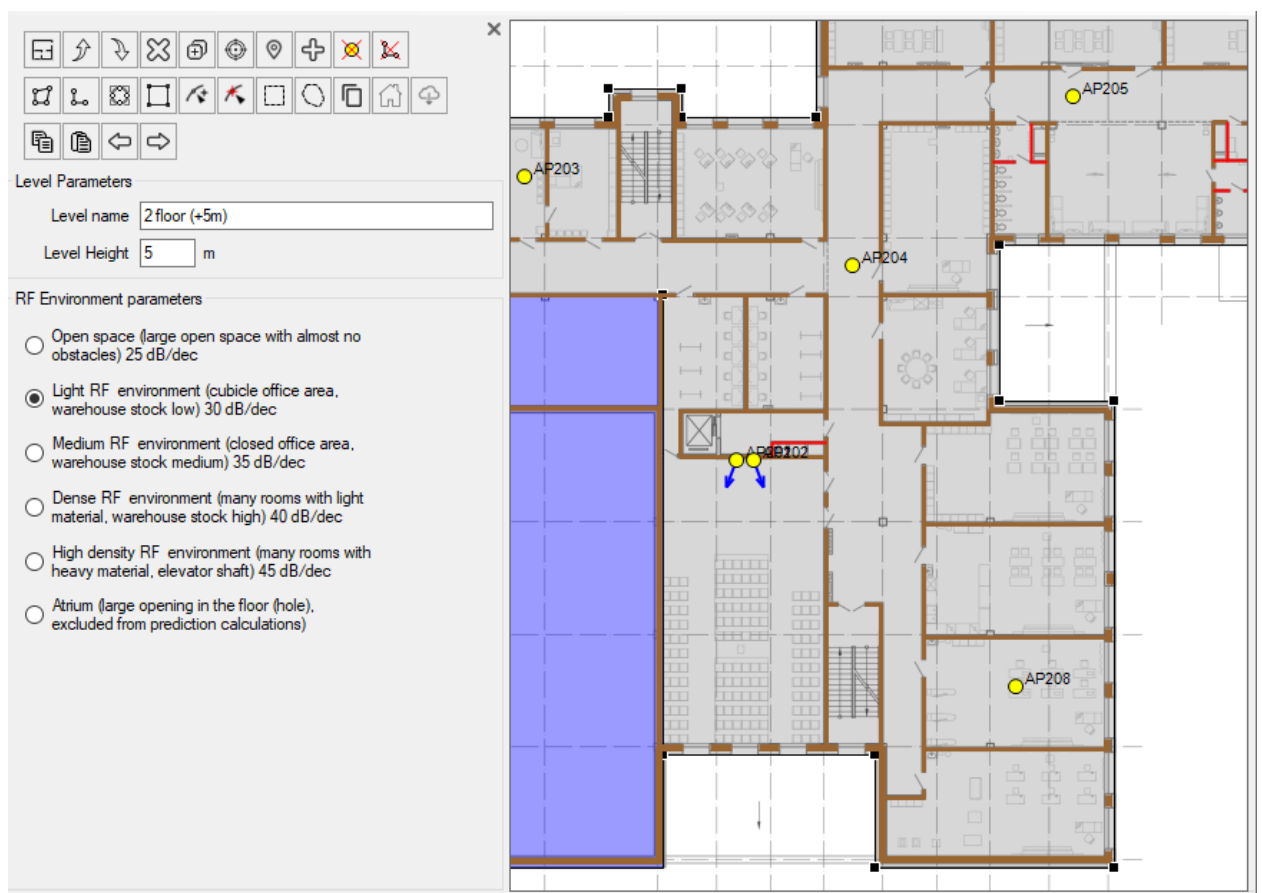 Level Parameters
Level name 2 floor (+5m)
Level Height 5 m
RF Environment parameters
Open space (large open space with almost no
obstacles) 25 dB/dec
Light RF environment (cubicle office area,
warehouse stock low) 30 dB/dec
Medium RF environment (closed office area,
warehouse stock medium) 35 dB/dec
Dense RF environment (many rooms with light
material, warehouse stock high) 40 dB/dec
High density RF environment (many rooms with
heavy material, elevator shaft) 45 dB/dec
Atrium (large opening in the floor (hole),
excluded from prediction calculations)
AP205
AP203
AP204
AP208